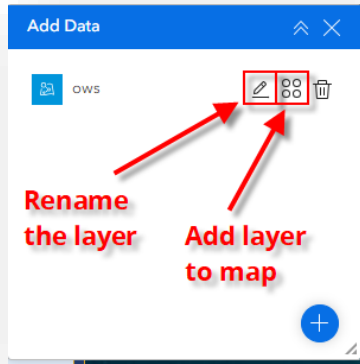 Add Data
ows
Rename
the layer
Add layer
to map